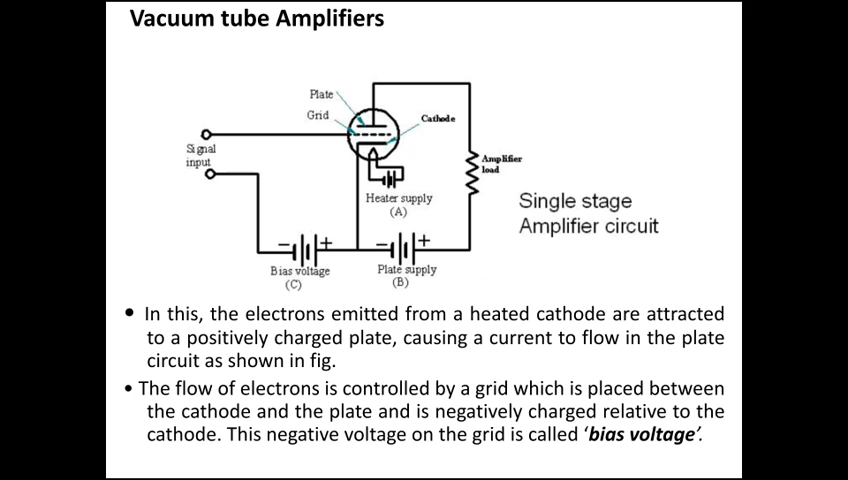 Vacuum tube Amplifiers
Plate
Grid
Cathode
Signal
input
Amplifier
load
Heater supply
(A)
Single stage
Amplifier circuit
− +
− +
Bias voltage
(C)
Plate supply
(B)
• In this, the electrons emitted from a heated cathode are attracted
to a positively charged plate, causing a current to flow in the plate
circuit as shown in fig.
• The flow of electrons is controlled by a grid which is placed between
the cathode and the plate and is negatively charged relative to the
cathode. This negative voltage on the grid is called ‘bias voltage’.